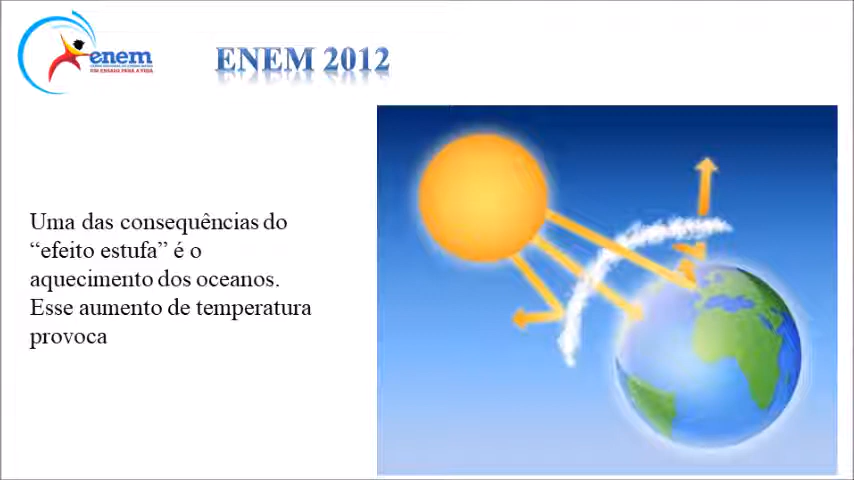 enem
ENEM 2012
Uma das consequências do
“efeito estufa” é o
aquecimento dos oceanos.
Esse aumento de temperatura
provoca